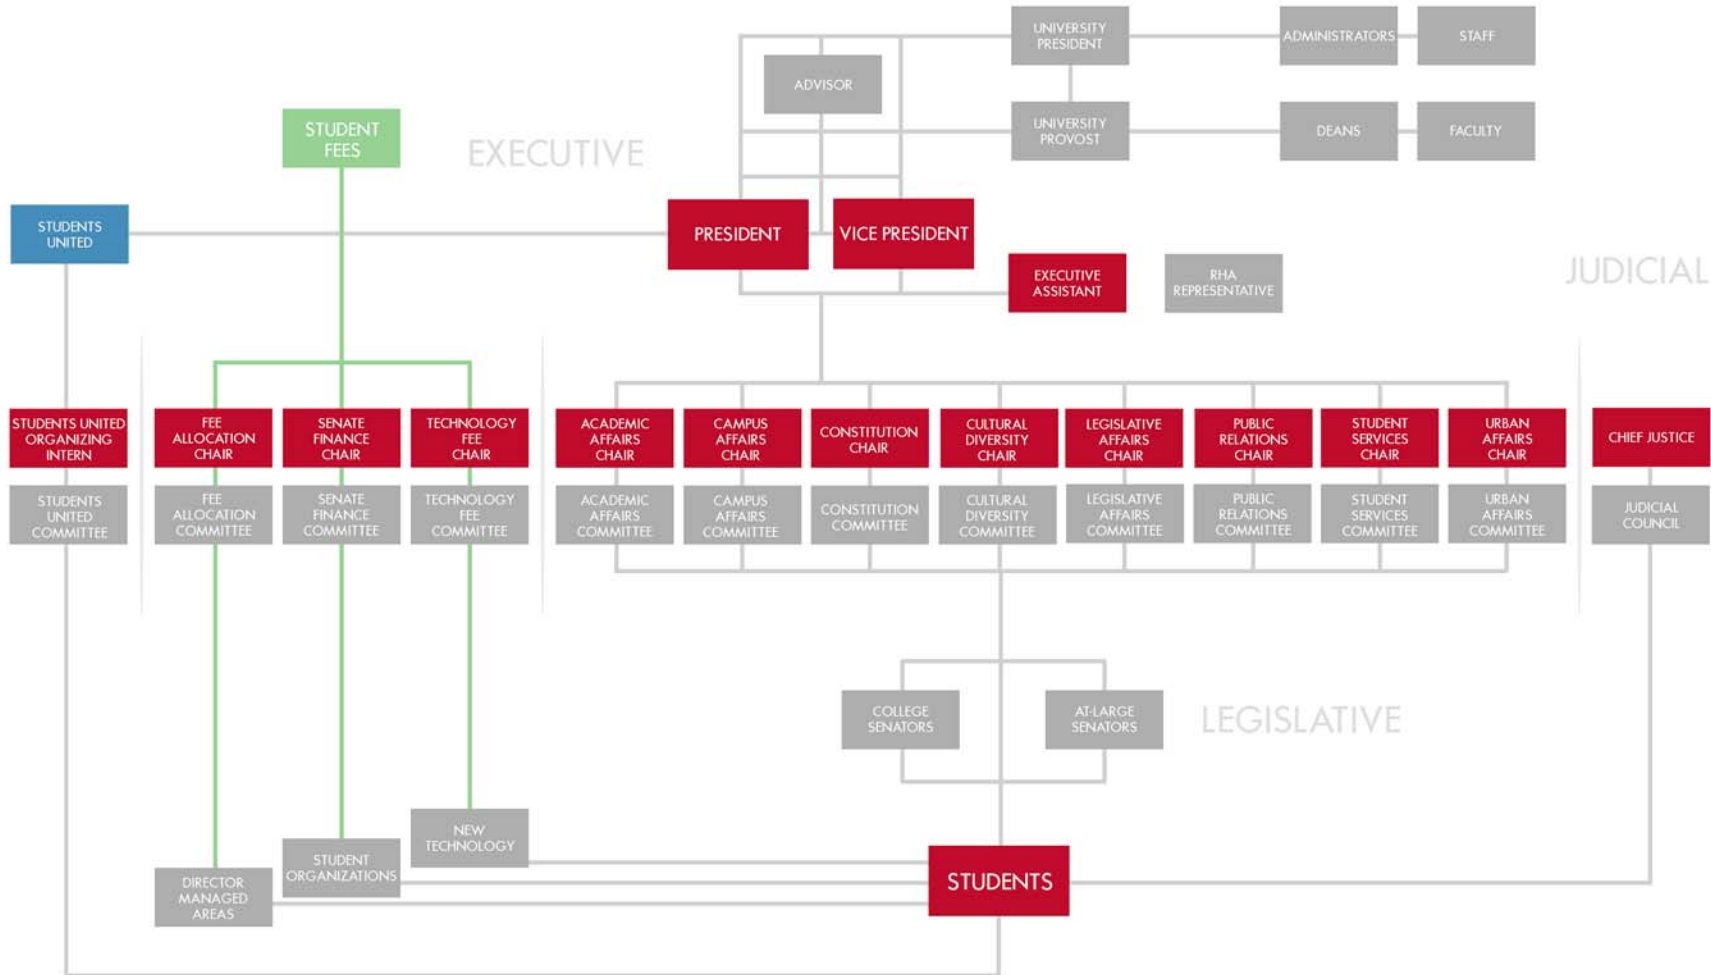 UNIVERSITY
PRESIDENT
ADMINISTRATORS
STAFF
ADVISOR
STUDENT
FEES
EXECUTIVE
UNIVERSITY
PROVOST
DEANS
FACULTY
STUDENTS
UNITED
PRESIDENT
VICE PRESIDENT
EXECUTIVE
ASSISTANT
RHA
REPRESENTATIVE
JUDICIAL
STUDENTS UNITED
ORGANIZING
INTERN
FEE
ALLOCATION
CHAIR
SENATE
FINANCE
CHAIR
TECHNOLOGY
FEE
CHAIR
ACADEMIC
AFFAIRS
CHAIR
CAMPUS
AFFAIRS
CHAIR
CONSTITUTION
CHAIR
CULTURAL
DIVERSITY
CHAIR
LEGISLATIVE
AFFAIRS
CHAIR
PUBLIC
RELATIONS
CHAIR
STUDENT
SERVICES
CHAIR
URBAN
AFFAIRS
CHAIR
CHIEF JUSTICE
STUDENTS
UNITED
COMMITTEE
FEE
ALLOCATION
COMMITTEE
SENATE
FINANCE
COMMITTEE
TECHNOLOGY
FEE
COMMITTEE
ACADEMIC
AFFAIRS
COMMITTEE
CAMPUS
AFFAIRS
COMMITTEE
CONSTITUTION
COMMITTEE
CULTURAL
DIVERSITY
COMMITTEE
LEGISLATIVE
AFFAIRS
COMMITTEE
PUBLIC
RELATIONS
COMMITTEE
STUDENT
SERVICES
COMMITTEE
URBAN
AFFAIRS
COMMITTEE
JUDICIAL
COUNCIL
COLLEGE
SENATORS
AT-LARGE
SENATORS
LEGISLATIVE
NEW
TECHNOLOGY
STUDENT
ORGANIZATIONS
DIRECTOR
MANAGED
AREAS
STUDENTS